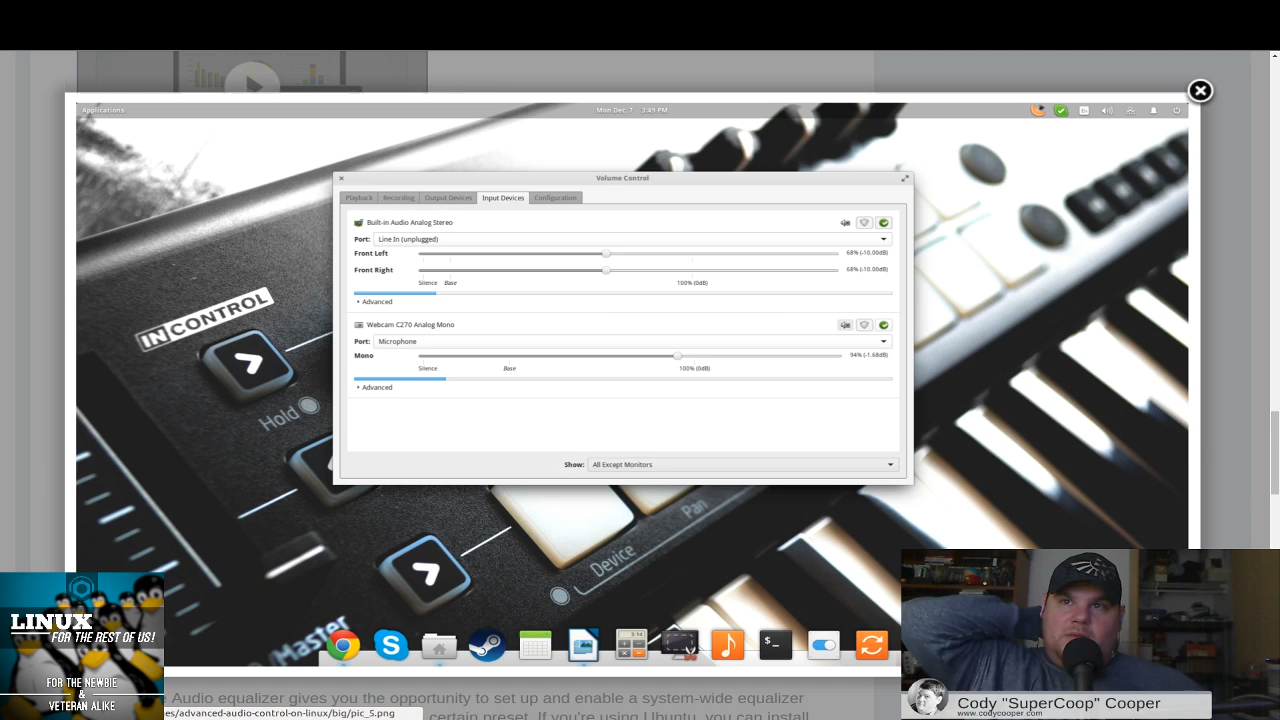 Applications
Mon Dec 7 3:49 PM
Volume Control
Playback
Recording
Output Devices
Input Devices
Configuration
Built-in Audio Analog Stereo
Port: Line In (unplugged)
Front Left 68% (-10.00dB)
Front Right 68% (-10.00dB)
Silence Base 100% (0dB)
Advanced
Webcam C270 Analog Mono
Port: Microphone
Mono 94% (-1.68dB)
Silence Base 100% (0dB)
Advanced
Show: All Except Monitors
INCONTROL
Hold
Pan
Device
Master
3.14
LINUX
FOR THE REST OF US!
FOR THE NEWBIE
&
VETERAN ALIKE
Audio equalizer gives you the opportunity to set up and enable a system-wide equalizer
es/advanced-audio-control-on-linux/big/pic_5.png
certain preset. If you're using Ubuntu, you can install
Cody "SuperCoop" Cooper
www.codycooper.com